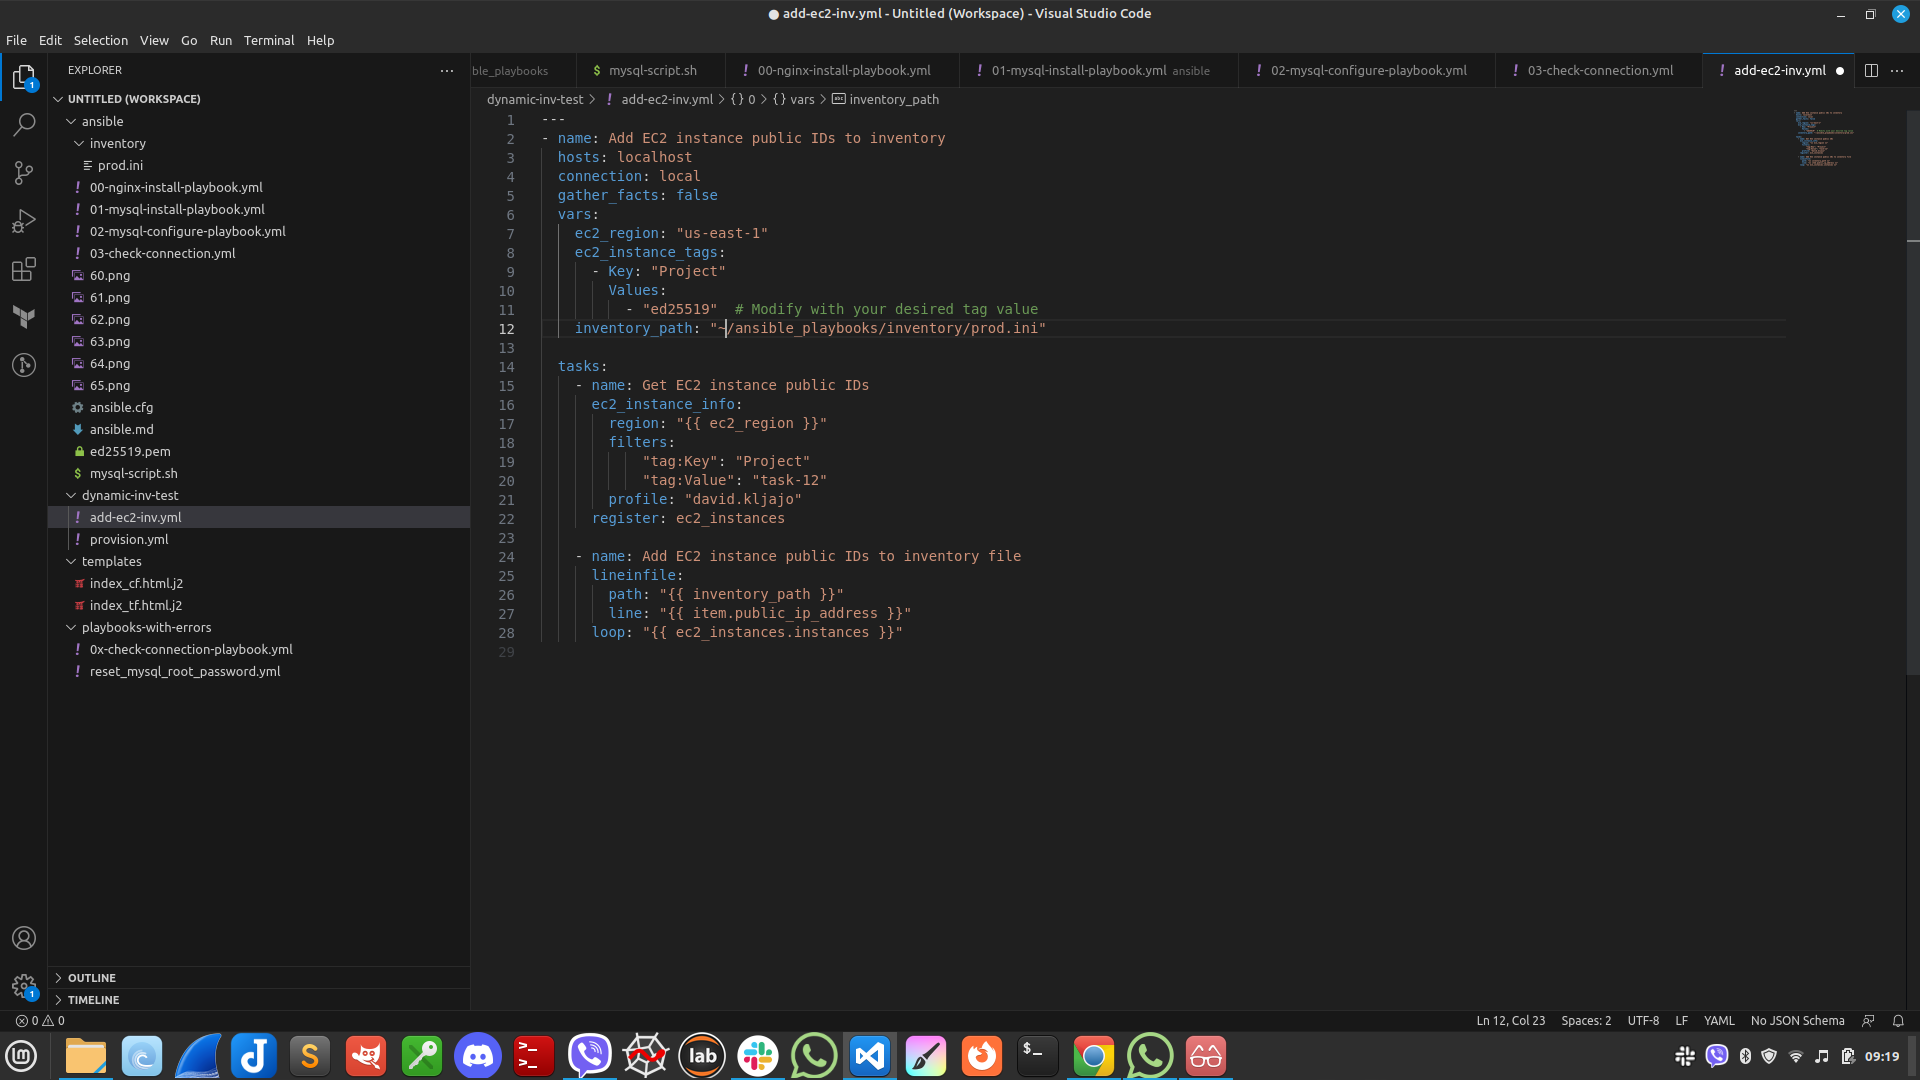 add-ec2-inv.yml - Untitled (Workspace) - Visual Studio Code
File Edit Selection View Go Run Terminal Help
EXPLORER
UNTITLED (WORKSPACE)
ansible
inventory
prod.ini
00-nginx-install-playbook.yml
01-mysql-install-playbook.yml
02-mysql-configure-playbook.yml
03-check-connection.yml
60.png
61.png
62.png
63.png
64.png
65.png
ansible.cfg
ansible.md
ed25519.pem
mysql-script.sh
dynamic-inv-test
add-ec2-inv.yml
provision.yml
templates
index_cf.html.j2
index_tf.html.j2
playbooks-with-errors
0x-check-connection-playbook.yml
reset_mysql_root_password.yml
OUTLINE
TIMELINE
ble_playbooks mysql-script.sh 00-nginx-install-playbook.yml 01-mysql-install-playbook.yml ansible 02-mysql-configure-playbook.yml 03-check-connection.yml add-ec2-inv.yml
dynamic-inv-test > add-ec2-inv.yml > {} 0 > {} vars > inventory_path
1 ---
2 - name: Add EC2 instance public IDs to inventory
3 hosts: localhost
4 connection: local
5 gather_facts: false
6 vars:
7 ec2_region: "us-east-1"
8 ec2_instance_tags:
9 - Key: "Project"
10 Values:
11 - "ed25519" # Modify with your desired tag value
12 inventory_path: "~/ansible_playbooks/inventory/prod.ini"
13
14 tasks:
15 - name: Get EC2 instance public IDs
16 ec2_instance_info:
17 region: "{{ ec2_region }}"
18 filters:
19 "tag:Key": "Project"
20 "tag:Value": "task-12"
21 profile: "david.kljajo"
22 register: ec2_instances
23
24 - name: Add EC2 instance public IDs to inventory file
25 lineinfile:
26 path: "{{ inventory_path }}"
27 line: "{{ item.public_ip_address }}"
28 loop: "{{ ec2_instances.instances }}"
29
0 0 Ln 12, Col 23 Spaces: 2 UTF-8 LF YAML No JSON Schema
lab
09:19